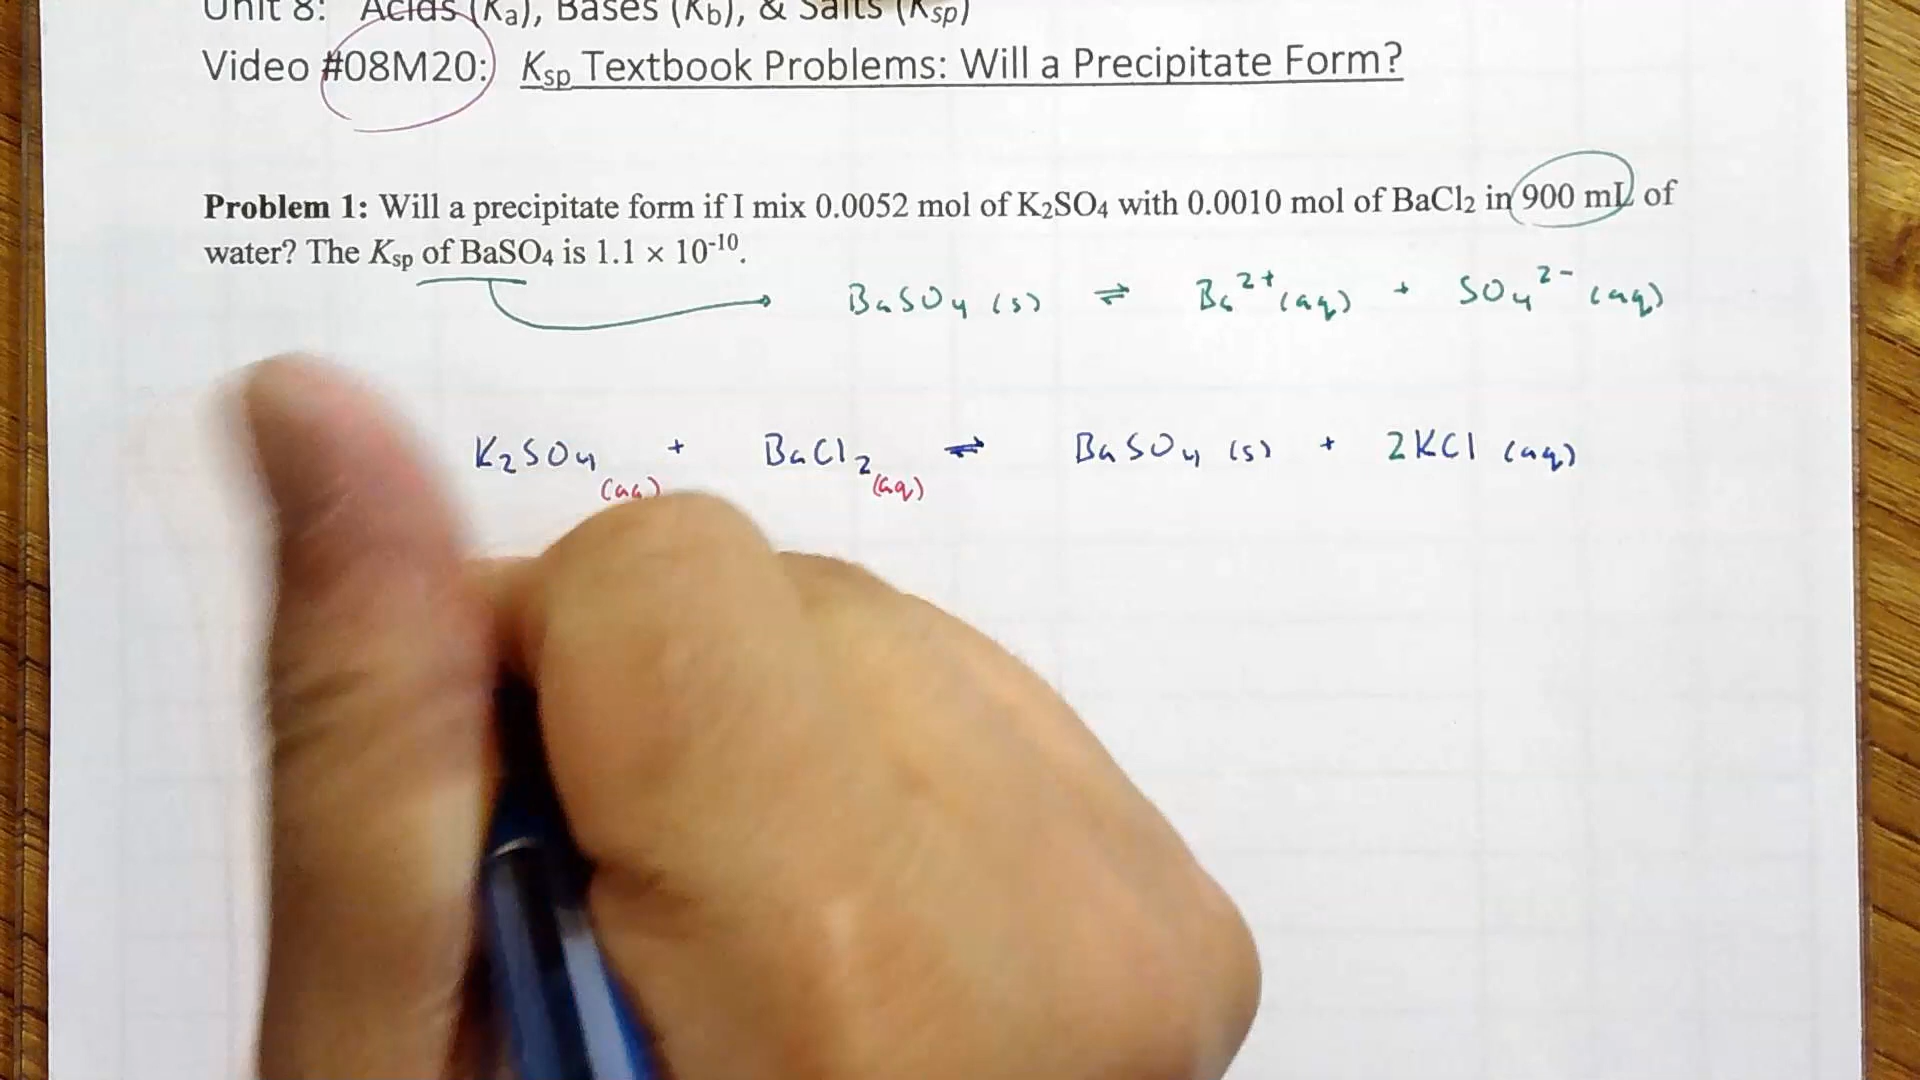 Unit 8: Acids (Ka), Bases (Kb), & Salts (Ksp)
Video #08M20: Ksp Textbook Problems: Will a Precipitate Form?
Problem 1: Will a precipitate form if I mix 0.0052 mol of K₂SO₄ with 0.0010 mol of BaCl₂ in 900 mL of
water? The Ksp of BaSO₄ is 1.1 × 10⁻¹⁰.
BaSO₄ (s) ⇌ Ba²⁺(aq) + SO₄²⁻ (aq)
K₂SO₄ (aq) + BaCl₂ (aq) ⇌ BaSO₄ (s) + 2KCl (aq)